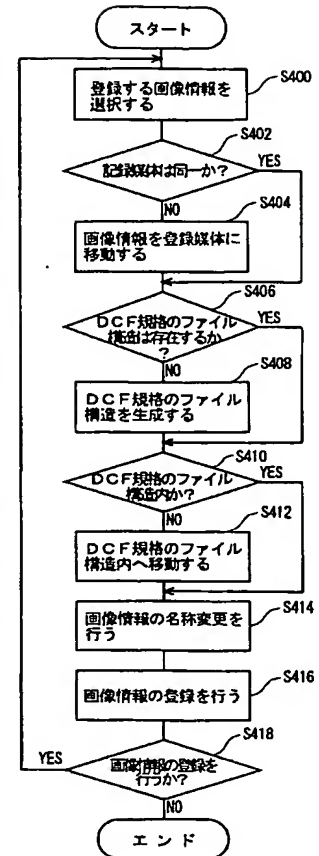 スタート
S400
登録する画像情報を
選択する
S402
記録媒体は同一か?
YES
NO
S404
画像情報を登録媒体に
移動する
S406
DCF規格のファイル
構造は存在するか
?
YES
NO
S408
DCF規格のファイル
構造を生成する
S410
DCF規格のファイル
構造内か?
YES
NO
S412
DCF規格のファイル
構造内へ移動する
S414
画像情報の名称変更を
行う
S416
画像情報の登録を行う
S418
YES
画像情報の登録を
行うか?
NO
エンド